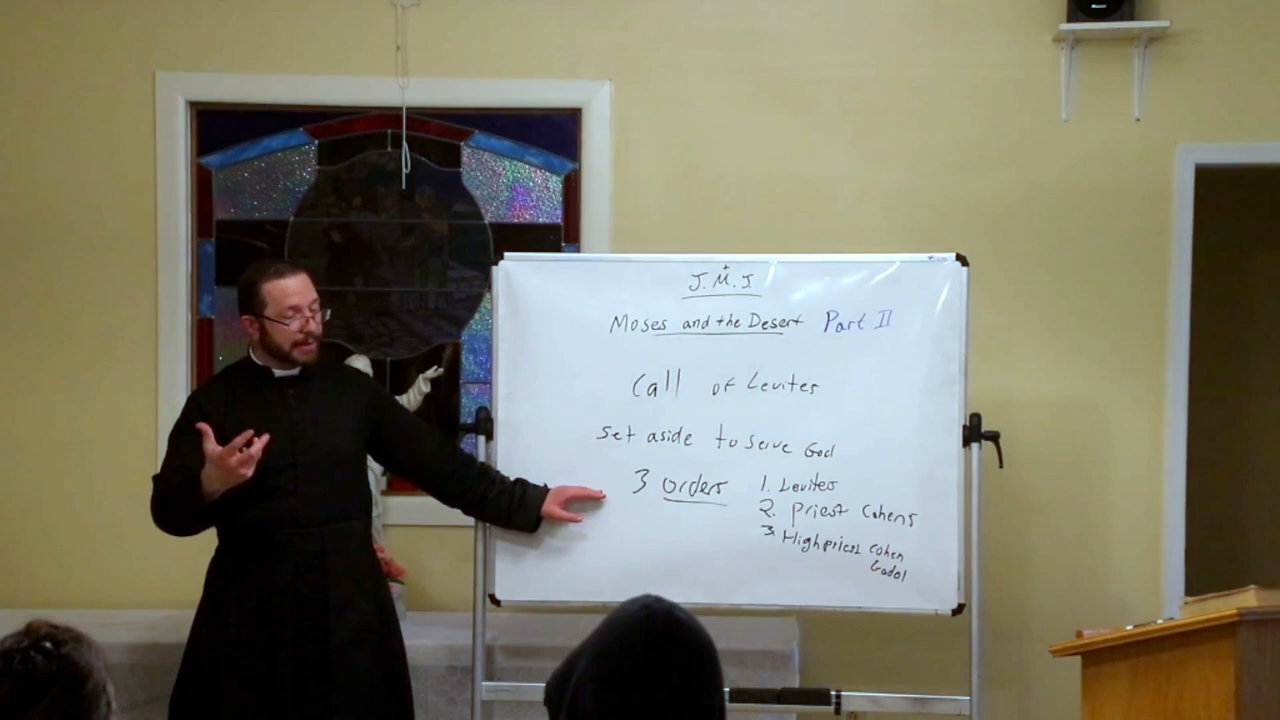 J.M.J.
Moses and the Desert Part II
Call of Levites
Set aside to serve God
3 orders
1. Levites
2. Priest Cohens
3. High priest Cohen
Gadol